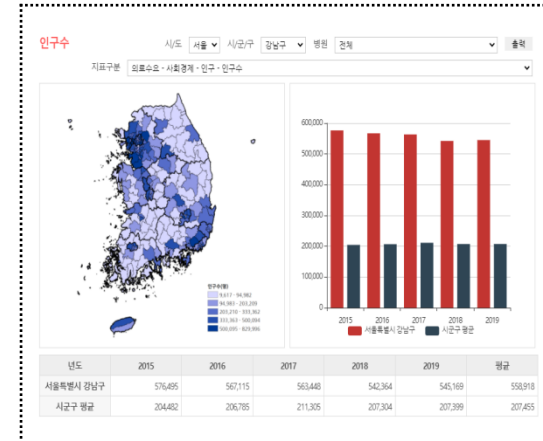 인구수 시/도 서울 시/군/구 강남구 병원 전체 출력
지표구분 의료수요 - 사회경제 - 인구 - 인구수
인구수(명)
9,617 - 94,982
94,983 - 203,209
203,210 - 333,362
333,363 - 500,094
500,095 - 829,996
600,000
500,000
400,000
300,000
200,000
100,000
0
2015 2016 2017 2018 2019
서울특별시 강남구 시군구 평균
년도 2015 2016 2017 2018 2019 평균
서울특별시 강남구 576,495 567,115 563,448 542,364 545,169 558,918
시군구 평균 204,482 206,785 211,305 207,304 207,399 207,455